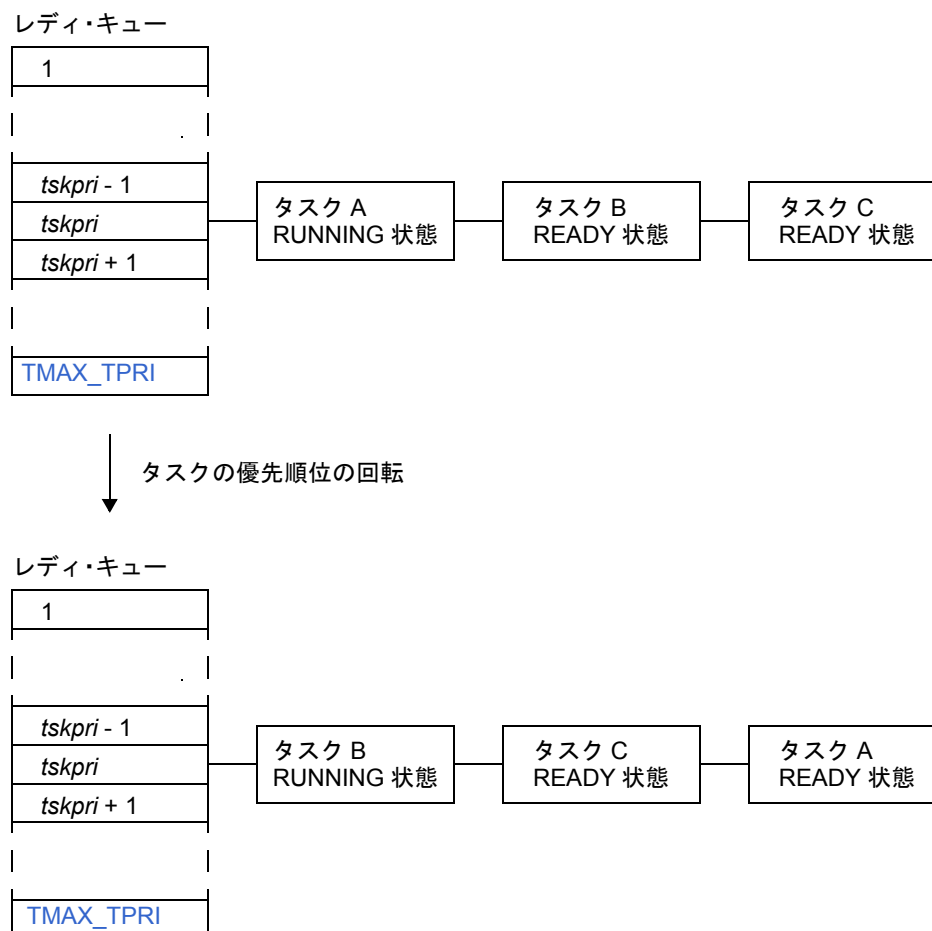 レディ・キュー
1
tskpri - 1
tskpri
tskpri + 1
TMAX_TPRI
タスク A
RUNNING 状態
タスク B
READY 状態
タスク C
READY 状態
タスクの優先順位の回転
レディ・キュー
1
tskpri - 1
tskpri
tskpri + 1
TMAX_TPRI
タスク B
RUNNING 状態
タスク C
READY 状態
タスク A
READY 状態